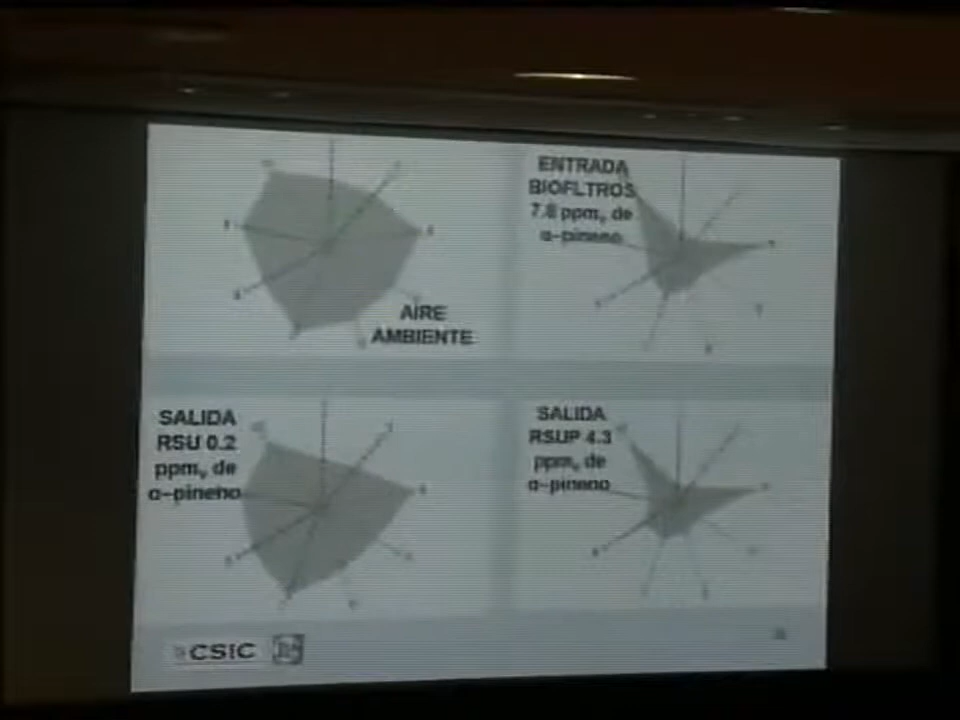 AIRE
AMBIENTE
ENTRADA
BIOFLTROS
7.8 ppmᵥ de
α-pineno
SALIDA
RSU 0.2
ppmᵥ de
α-pineno
SALIDA
RSUP 4.3
ppmᵥ de
α-pineno
CSIC